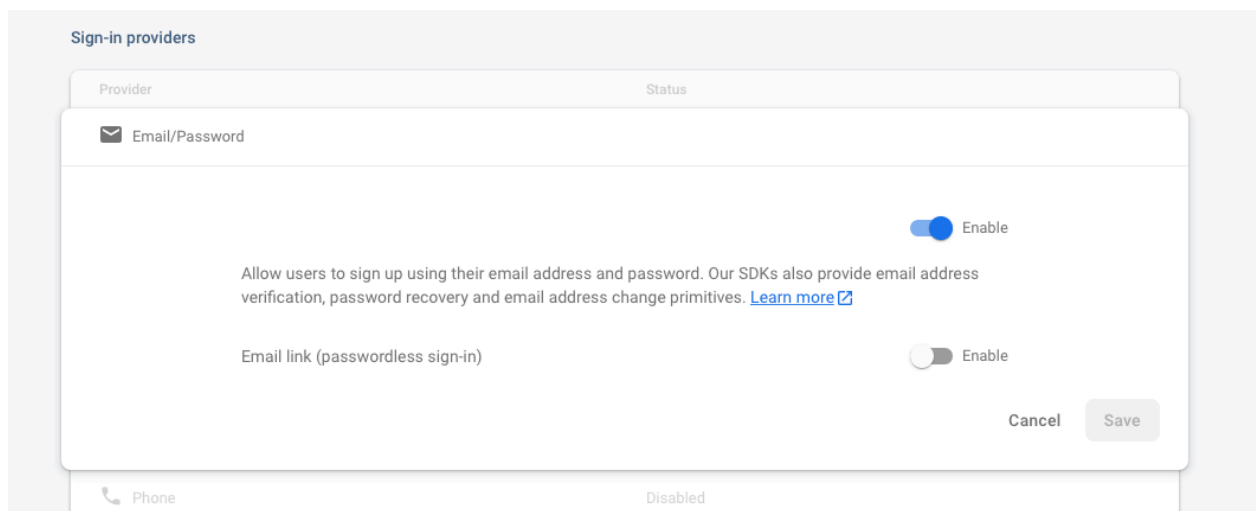 Sign-in providers
Provider Status
Email/Password
Enable
Allow users to sign up using their email address and password. Our SDKs also provide email address
verification, password recovery and email address change primitives. Learn more
Email link (passwordless sign-in) Enable
Cancel Save
Phone Disabled